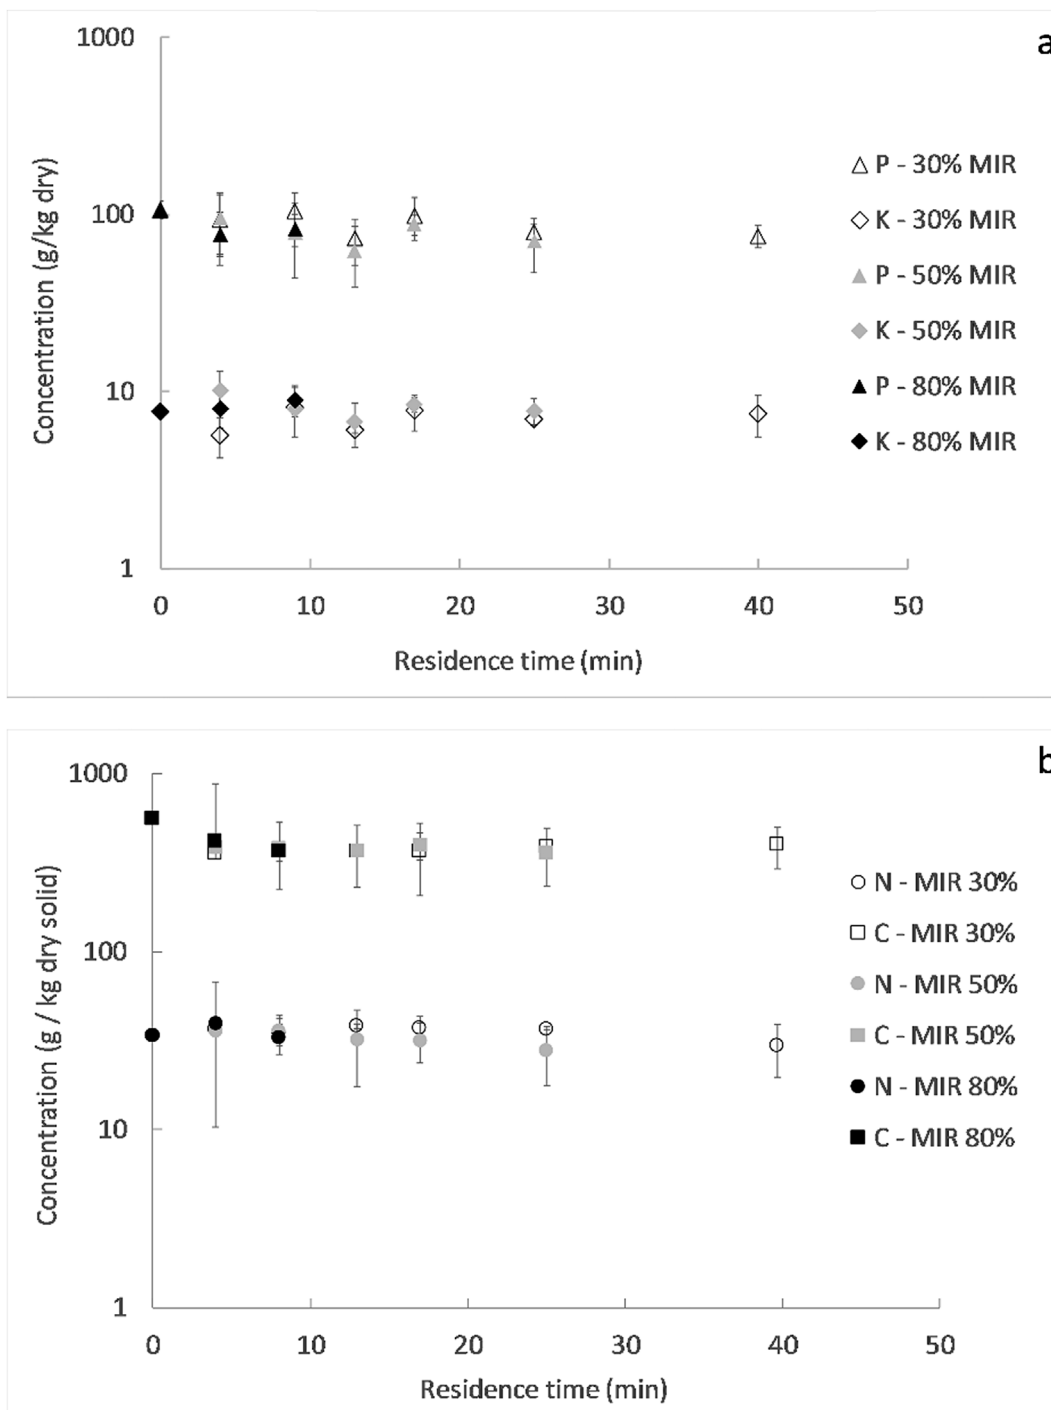 a
1000
100
10
1
Concentration (g/kg dry)
P - 30% MIR
K - 30% MIR
P - 50% MIR
K - 50% MIR
P - 80% MIR
K - 80% MIR
0 10 20 30 40 50
Residence time (min)
b
1000
100
10
1
Concentration (g / kg dry solid)
N - MIR 30%
C - MIR 30%
N - MIR 50%
C - MIR 50%
N - MIR 80%
C - MIR 80%
0 10 20 30 40 50
Residence time (min)